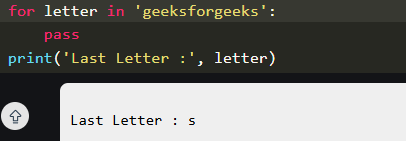 for letter in 'geeksforgeeks':
    pass
print('Last Letter :', letter)
Last Letter : s